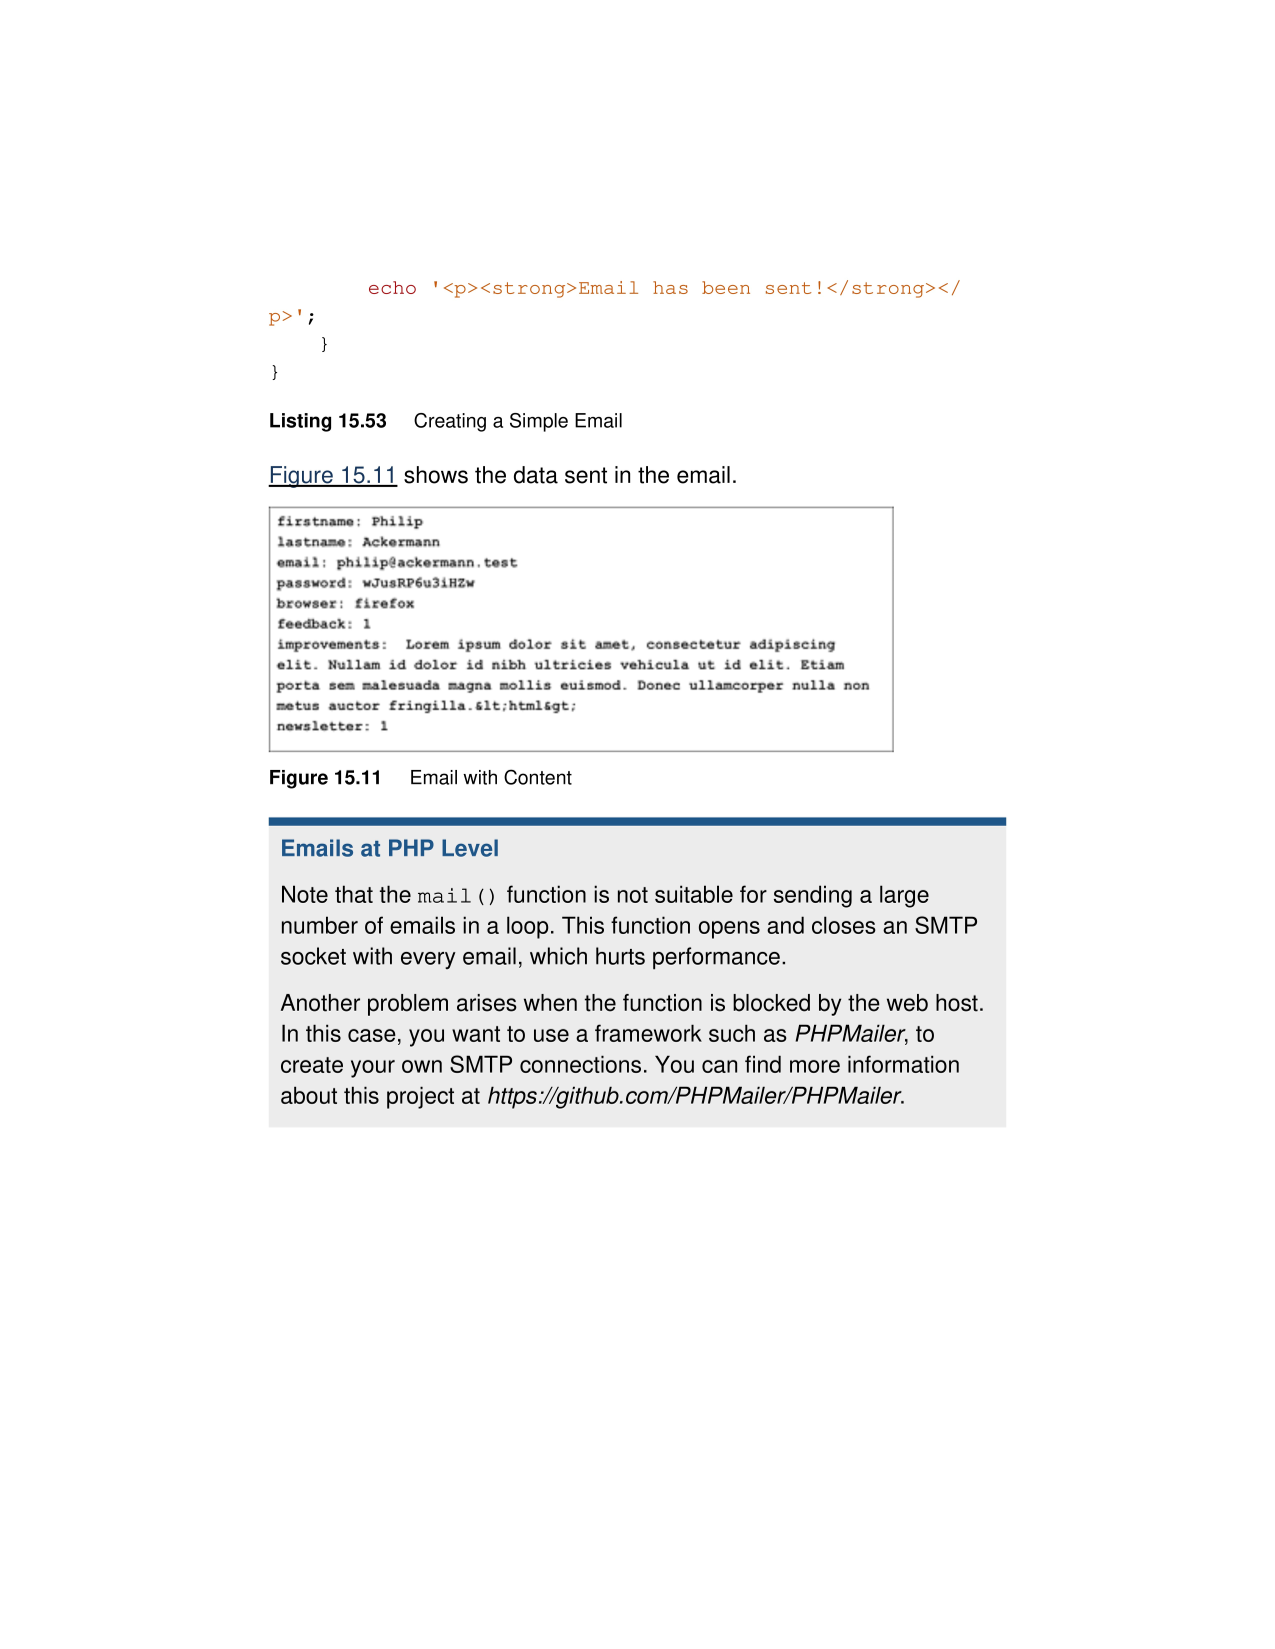 echo '<p><strong>Email has been sent!</strong></
p>';
}
}
Listing 15.53 Creating a Simple Email
Figure 15.11 shows the data sent in the email.
firstname: Philip
lastname: Ackermann
email: philip@ackermann.test
password: wJusRP6u3iHZw
browser: firefox
feedback: 1
improvements:  Lorem ipsum dolor sit amet, consectetur adipiscing
elit. Nullam id dolor id nibh ultricies vehicula ut id elit. Etiam
porta sem malesuada magna mollis euismod. Donec ullamcorper nulla non
metus auctor fringilla.&lt;html&gt;
newsletter: 1
Figure 15.11 Email with Content
Emails at PHP Level
Note that the mail() function is not suitable for sending a large
number of emails in a loop. This function opens and closes an SMTP
socket with every email, which hurts performance.
Another problem arises when the function is blocked by the web host.
In this case, you want to use a framework such as PHPMailer, to
create your own SMTP connections. You can find more information
about this project at https://github.com/PHPMailer/PHPMailer.